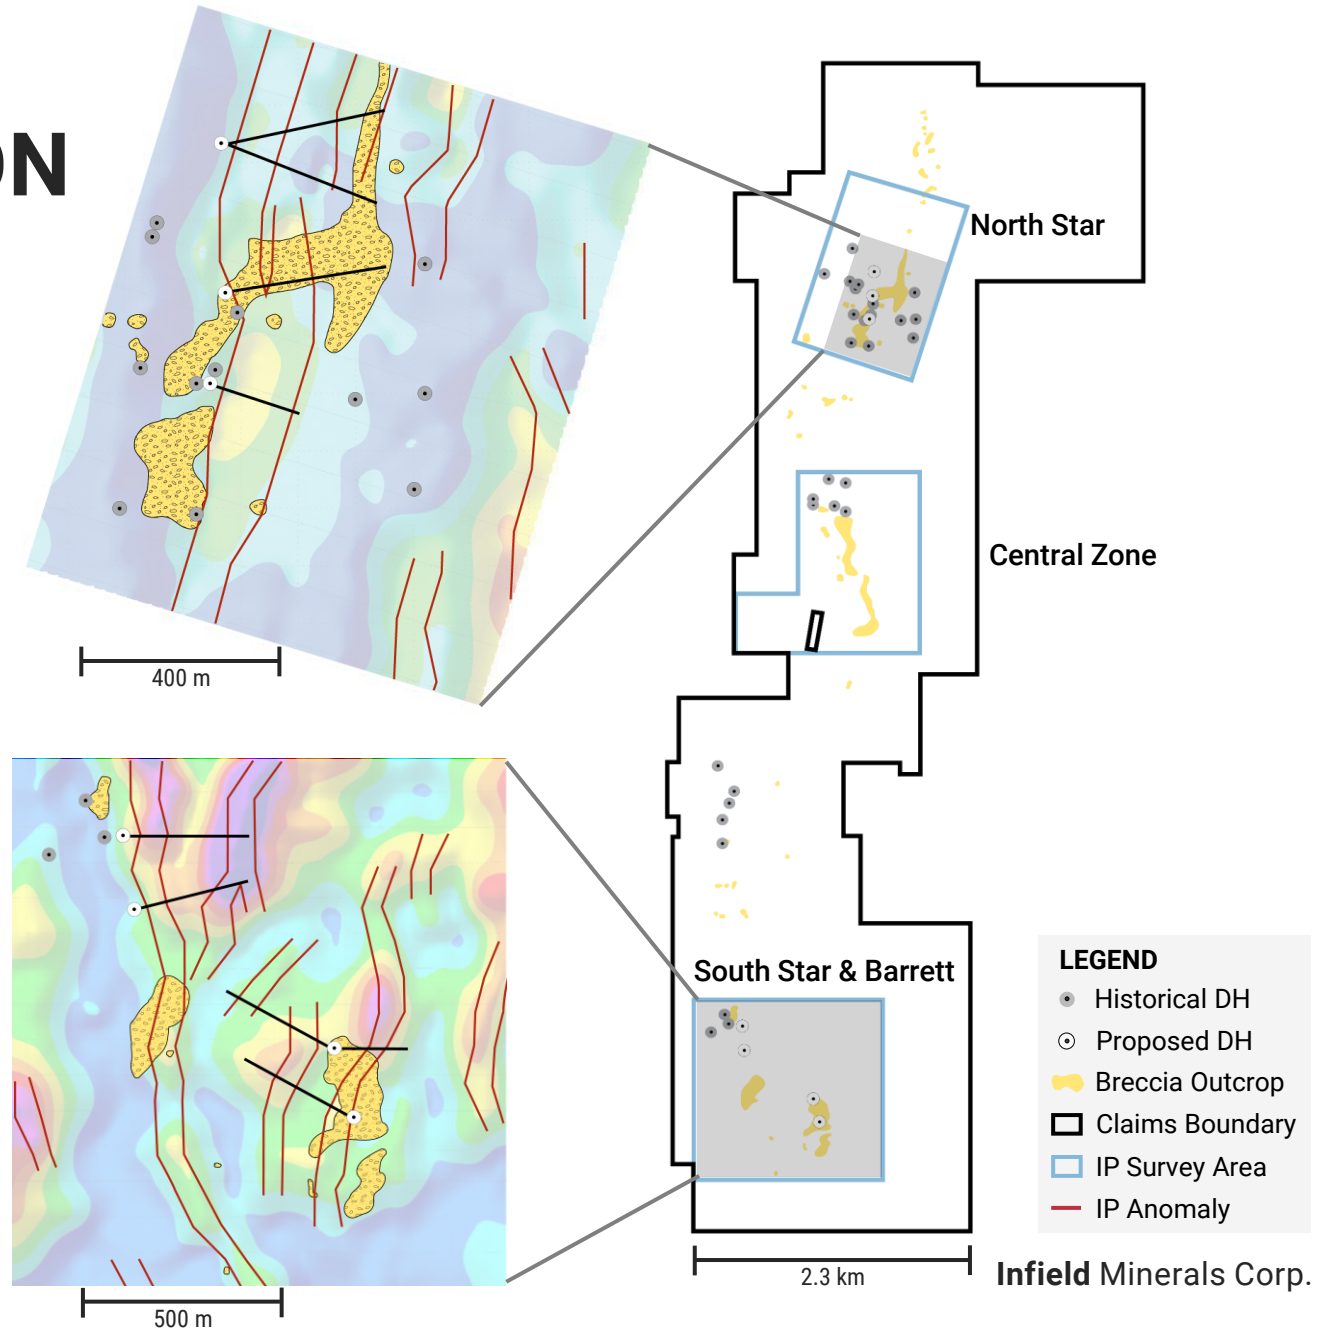 ON
North Star
Central Zone
400 m
South Star & Barrett
LEGEND
Historical DH
Proposed DH
Breccia Outcrop
Claims Boundary
IP Survey Area
IP Anomaly
2.3 km
Infield Minerals Corp.
500 m